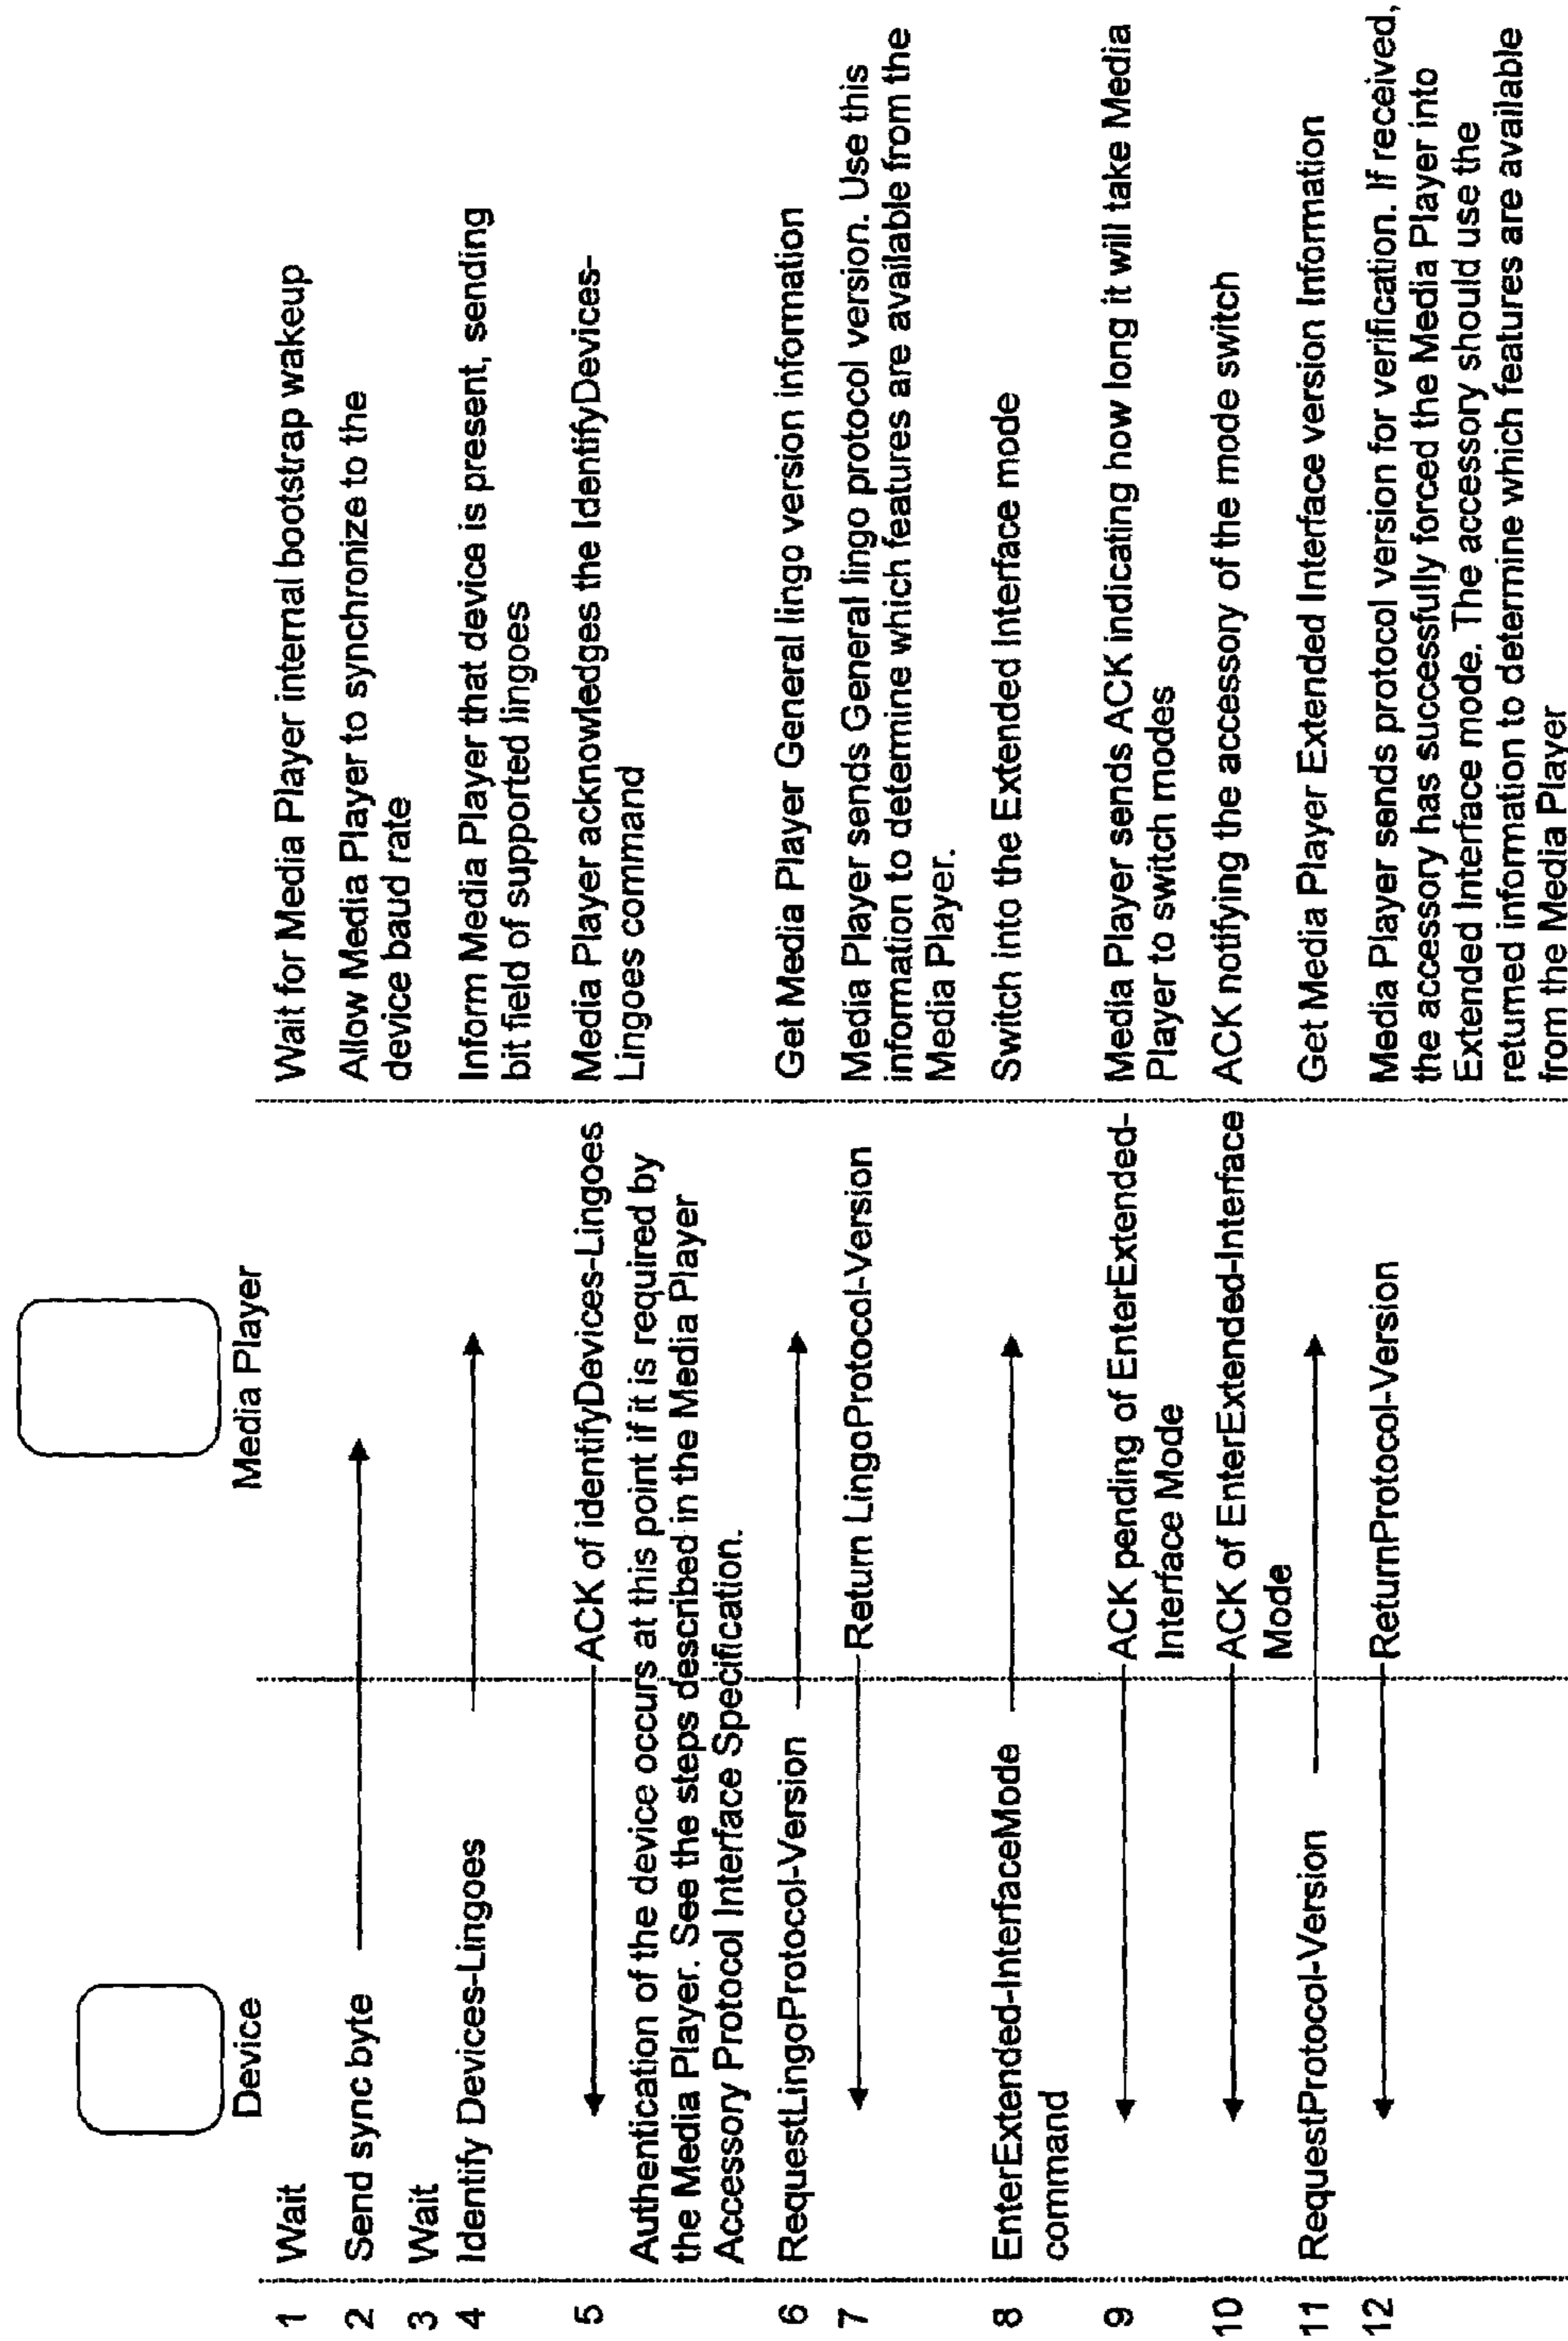 Device
Media Player
1 Wait
Wait for Media Player internal bootstrap wakeup
2 Send sync byte
Allow Media Player to synchronize to the
device baud rate
3 Wait
4 Identify Devices-Lingoes
Inform Media Player that device is present, sending
bit field of supported lingoes
5
ACK of identifyDevices-Lingoes
Media Player acknowledges the IdentifyDevices-
Lingoes command
Authentication of the device occurs at this point if it is required by
the Media Player. See the steps described in the Media Player
Accessory Protocol Interface Specification.
6 RequestLingoProtocol-Version
Get Media Player General lingo version information
7
Return LingoProtocol-Version
Media Player sends General lingo protocol version. Use this
information to determine which features are available from the
Media Player.
8 EnterExtended-InterfaceMode
command
Switch into the Extended Interface mode
9
ACK pending of EnterExtended-
Interface Mode
Media Player sends ACK indicating how long it will take Media
Player to switch modes
10
ACK of EnterExtended-Interface
Mode
ACK notifying the accessory of the mode switch
11 RequestProtocol-Version
Get Media Player Extended Interface version Information
12
ReturnProtocol-Version
Media Player sends protocol version for verification. If received,
the accessory has successfully forced the Media Player into
Extended Interface mode. The accessory should use the
returned information to determine which features are available
from the Media Player